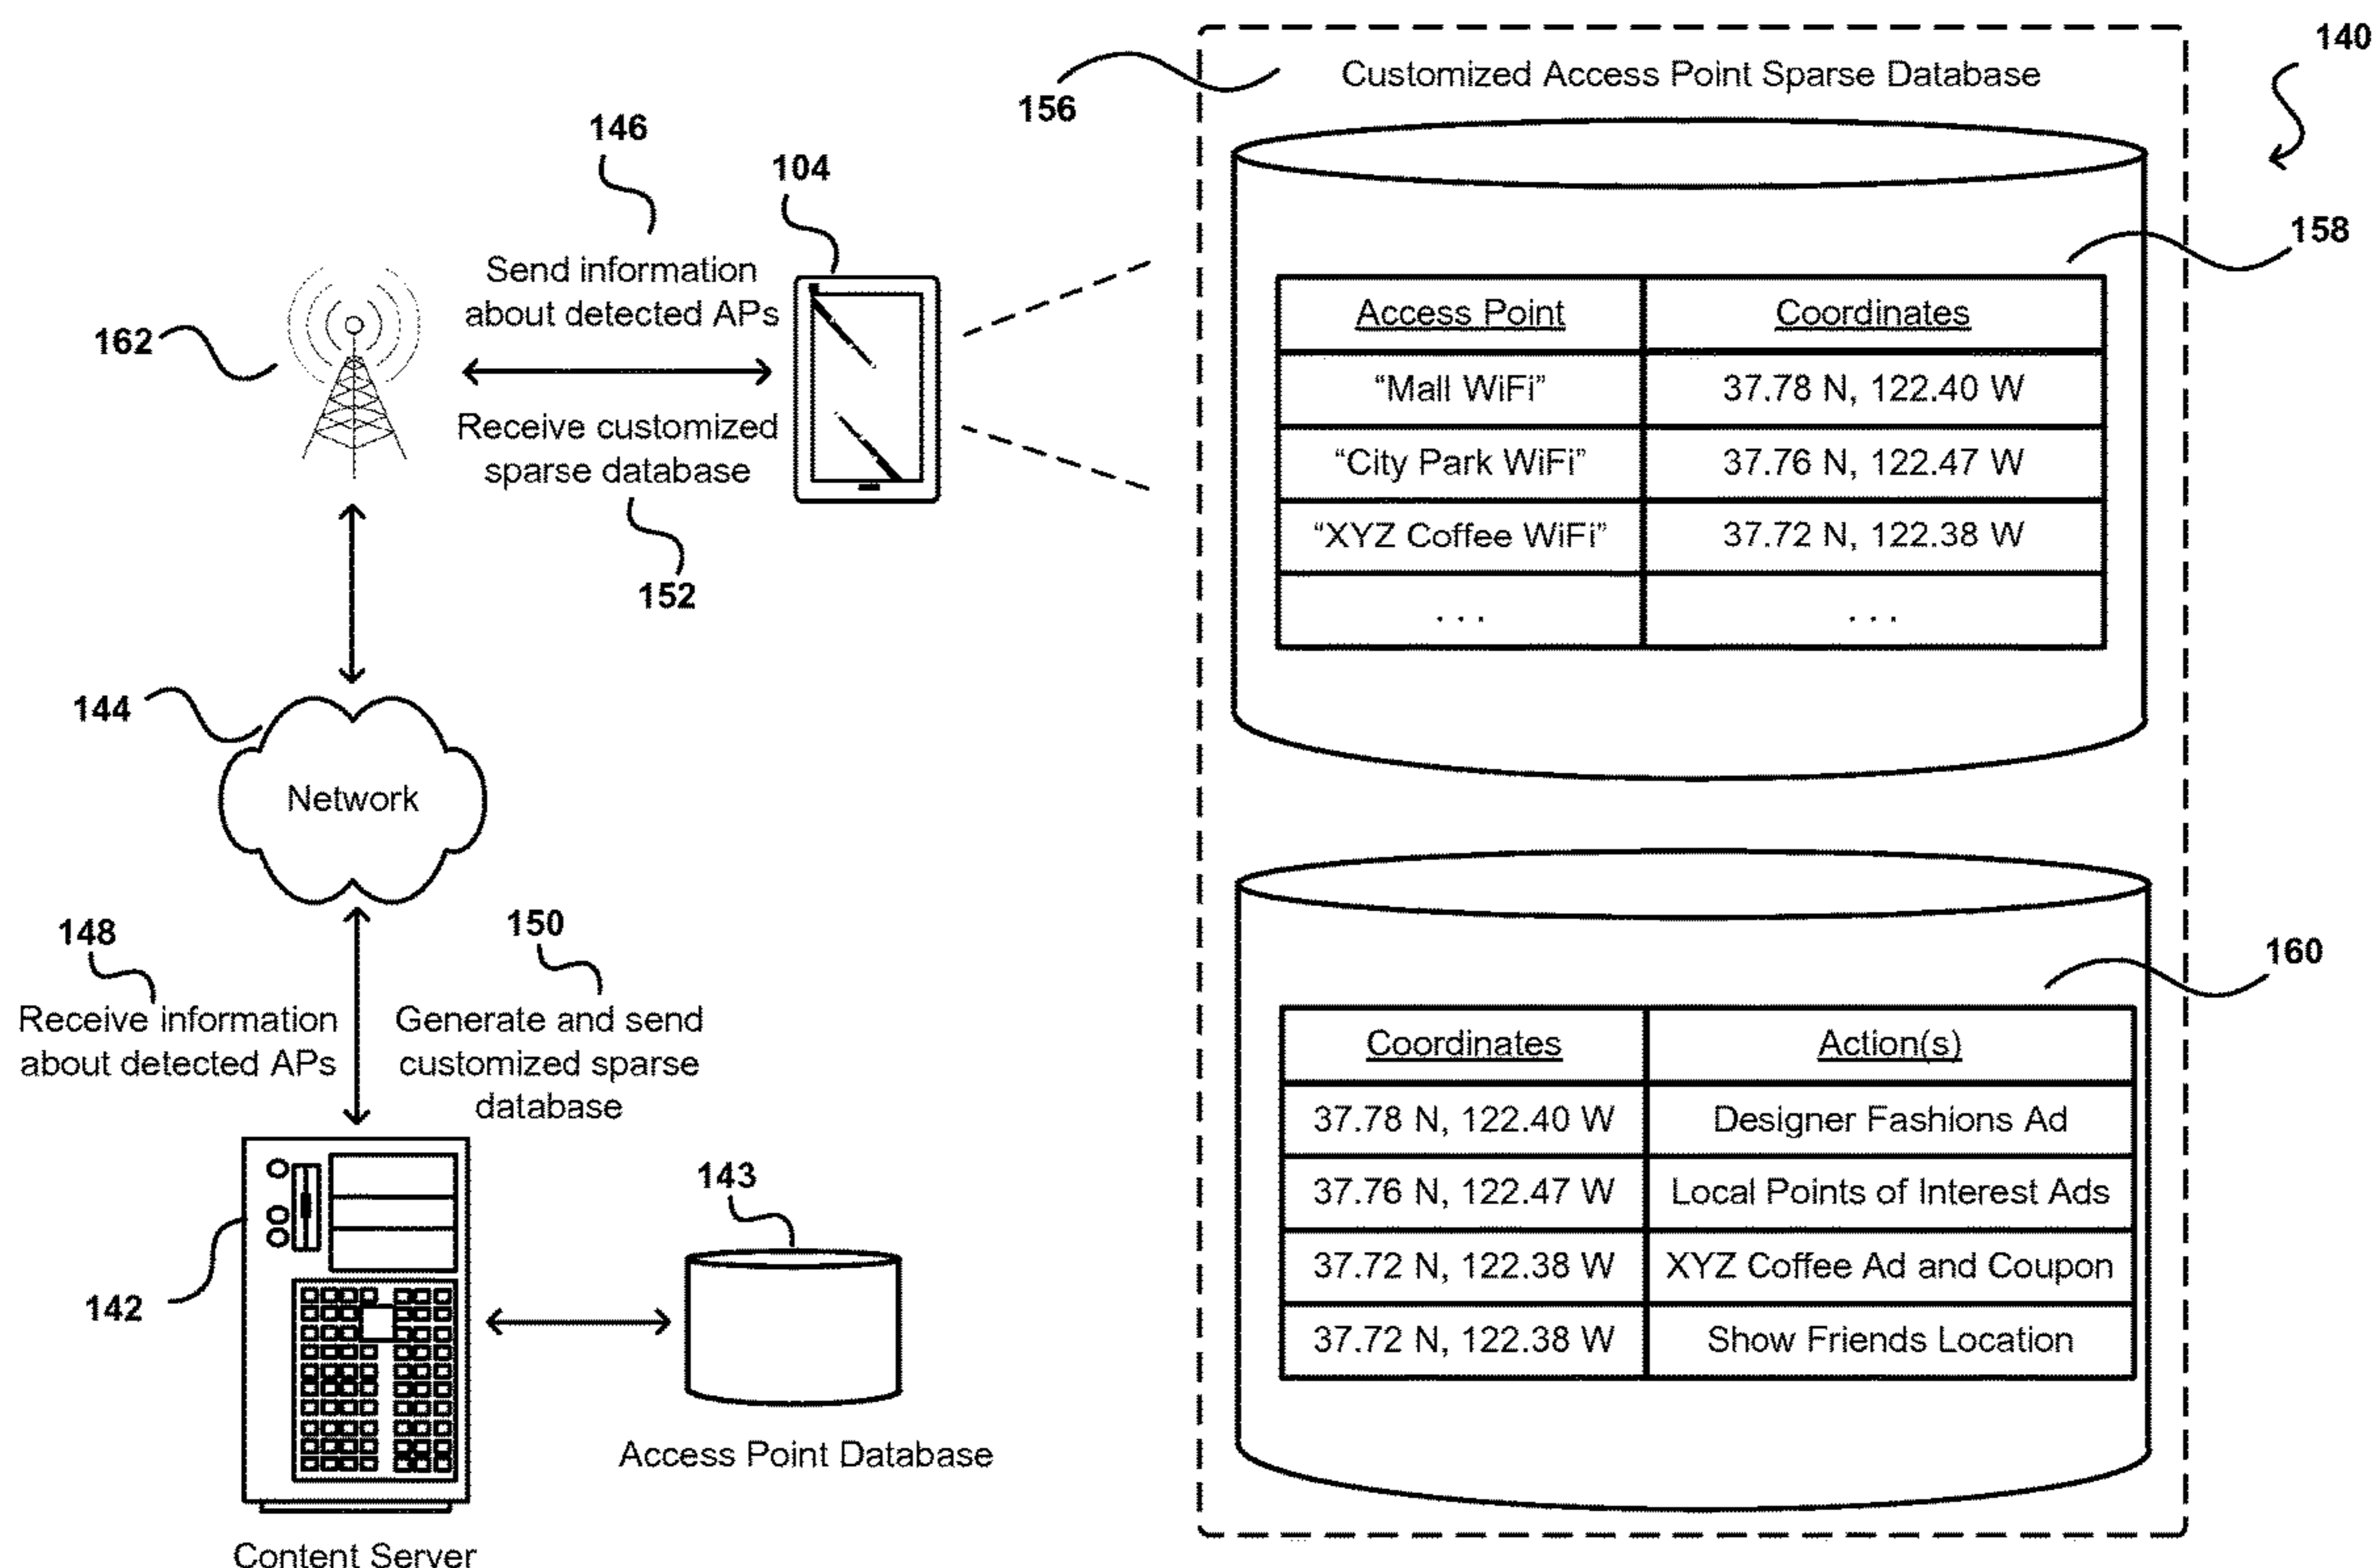 140
Customized Access Point Sparse Database
156
146
104
158
Send information
about detected APs
162
Receive customized
sparse database
152
Access Point
Coordinates
“Mall WiFi”
37.78 N, 122.40 W
“City Park WiFi”
37.76 N, 122.47 W
“XYZ Coffee WiFi”
37.72 N, 122.38 W
. . .
. . .
144
Network
148
150
Receive information
about detected APs
Generate and send
customized sparse
database
160
Coordinates
Action(s)
37.78 N, 122.40 W
Designer Fashions Ad
37.76 N, 122.47 W
Local Points of Interest Ads
37.72 N, 122.38 W
XYZ Coffee Ad and Coupon
37.72 N, 122.38 W
Show Friends Location
143
142
Access Point Database
Content Server